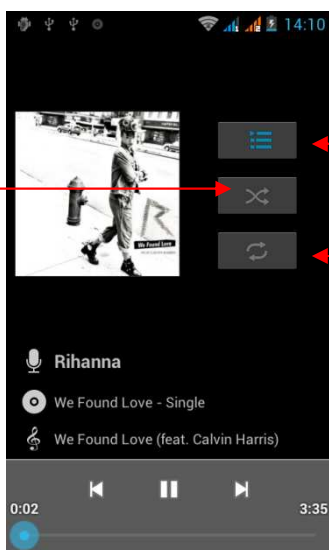 14:10
We Found Love
Rihanna
We Found Love - Single
We Found Love (feat. Calvin Harris)
0:02
3:35